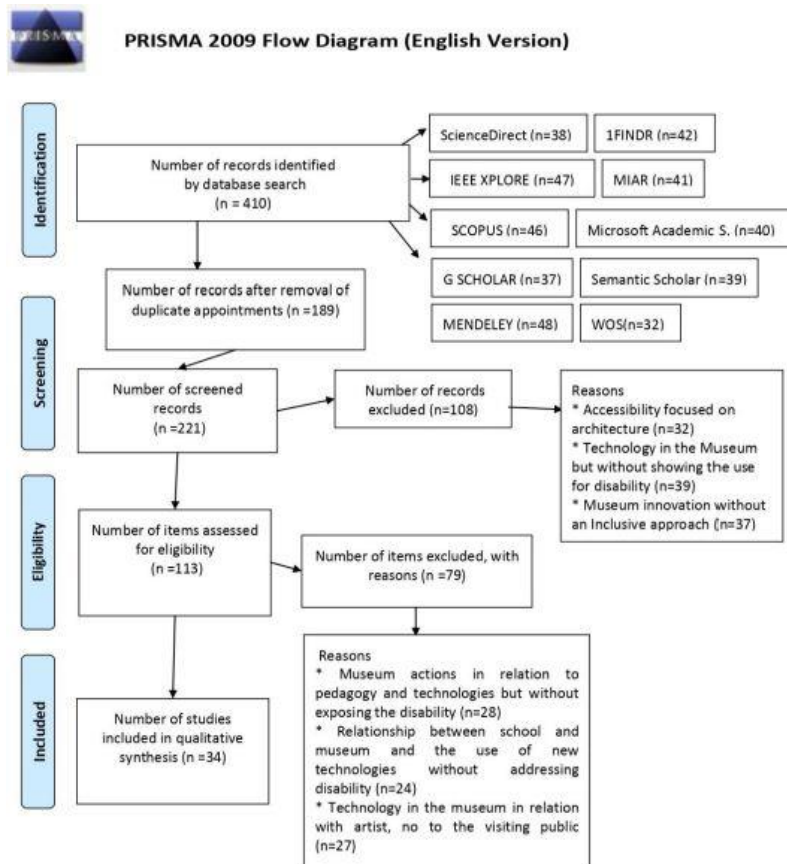 PRISMA
PRISMA 2009 Flow Diagram (English Version)
Identification
Number of records identified
by database search
(n = 410)
ScienceDirect (n=38)
1FINDR (n=42)
IEEE XPLORE (n=47)
MIAR (n=41)
SCOPUS (n=46)
Microsoft Academic S. (n=40)
G SCHOLAR (n=37)
Semantic Scholar (n=39)
MENDELEY (n=48)
WOS(n=32)
Number of records after removal of
duplicate appointments (n =189)
Screening
Number of screened
records
(n =221)
Number of records
excluded (n=108)
Reasons
* Accessibility focused on
architecture (n=32)
* Technology in the Museum
but without showing the use
for disability (n=39)
* Museum innovation without
an Inclusive approach (n=37)
Eligibility
Number of items assessed
for eligibility
(n =113)
Number of items excluded, with
reasons (n =79)
Reasons
* Museum actions in relation to
pedagogy and technologies but without
exposing the disability (n=28)
* Relationship between school and
museum and the use of new
technologies without addressing
disability (n=24)
* Technology in the museum in relation
with artist, no to the visiting public
(n=27)
Included
Number of studies
included in qualitative
synthesis (n =34)